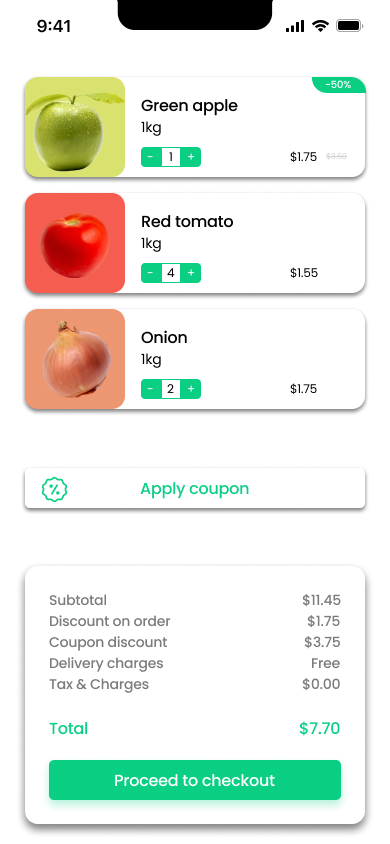 9:41
-50%
Green apple
1kg
- 1 +
$1.75 $3.50
Red tomato
1kg
- 4 +
$1.55
Onion
1kg
- 2 +
$1.75
Apply coupon
Subtotal $11.45
Discount on order $1.75
Coupon discount $3.75
Delivery charges Free
Tax & Charges $0.00
Total $7.70
Proceed to checkout